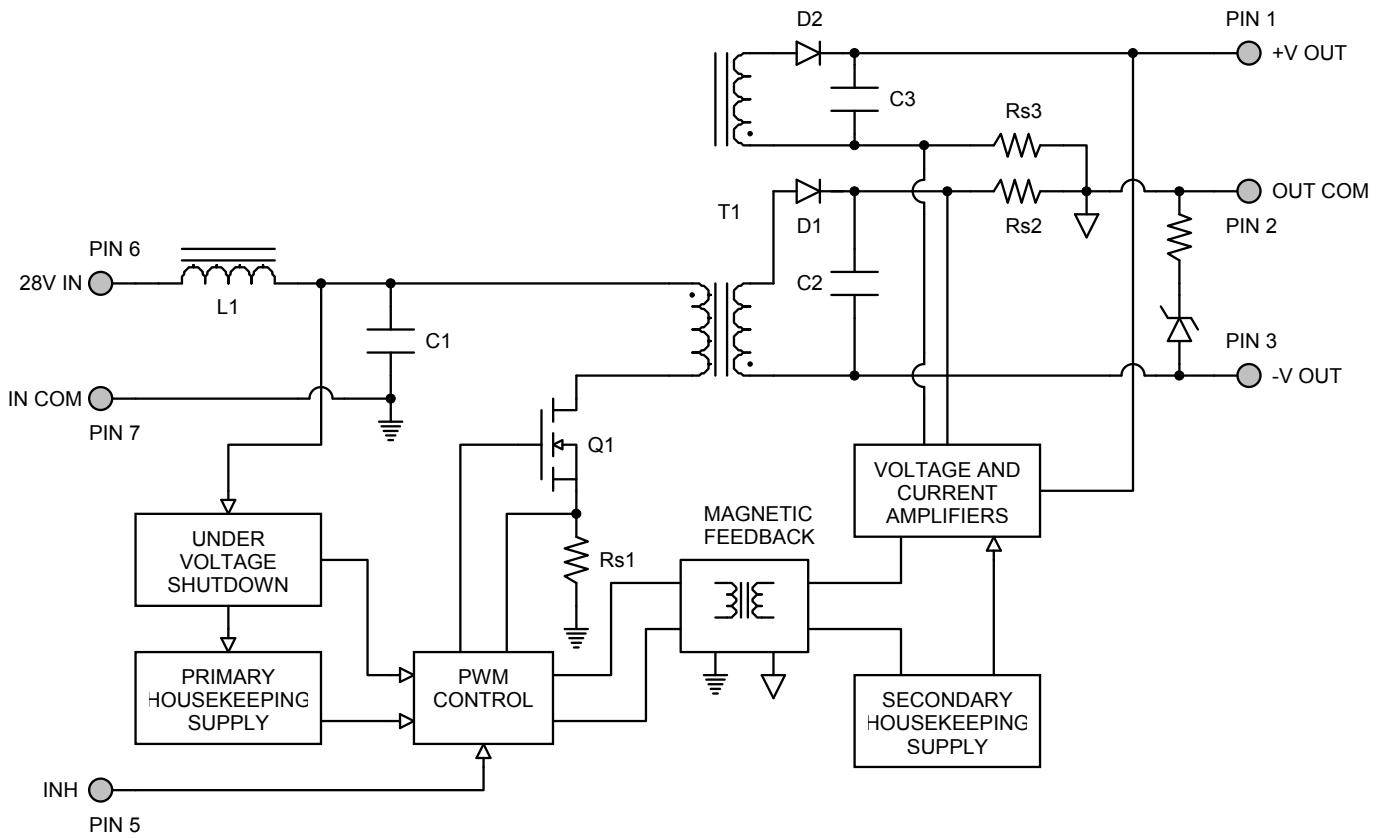 D2
PIN 1
+V OUT
C3
Rs3
T1
D1
Rs2
OUT COM
PIN 2
PIN 6
28V IN
L1
C1
C2
PIN 3
-V OUT
IN COM
PIN 7
Q1
UNDER
VOLTAGE
SHUTDOWN
Rs1
MAGNETIC
FEEDBACK
VOLTAGE AND
CURRENT
AMPLIFIERS
PRIMARY
HOUSEKEEPING
SUPPLY
PWM
CONTROL
SECONDARY
HOUSEKEEPING
SUPPLY
INH
PIN 5